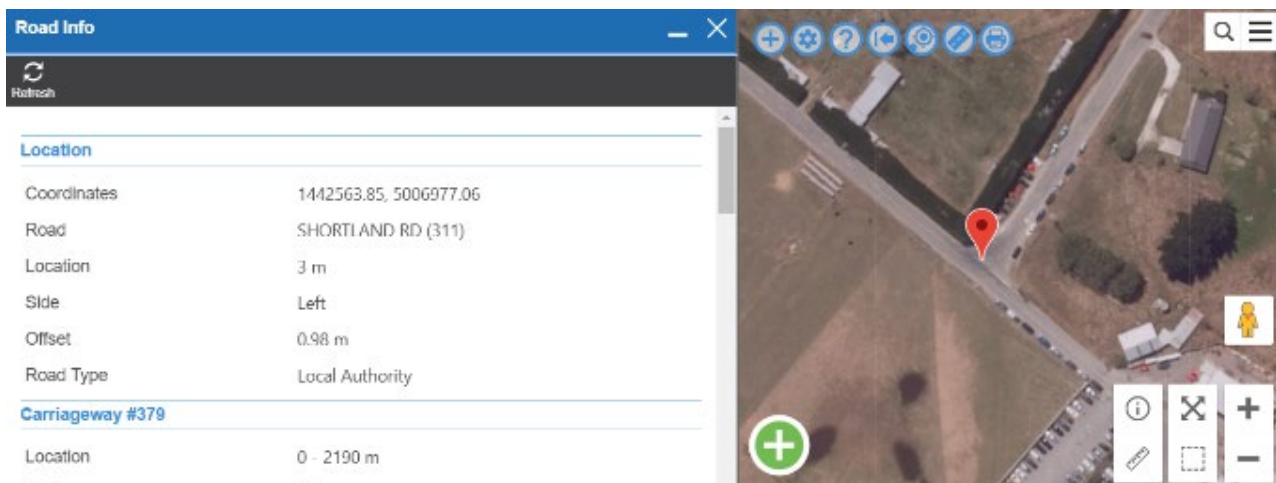 Road Info
Refresh
Location
Coordinates 1442563.85, 5006977.06
Road SHORTLAND RD (311)
Location 3 m
Side Left
Offset 0.98 m
Road Type Local Authority
Carriageway #379
Location 0 - 2190 m